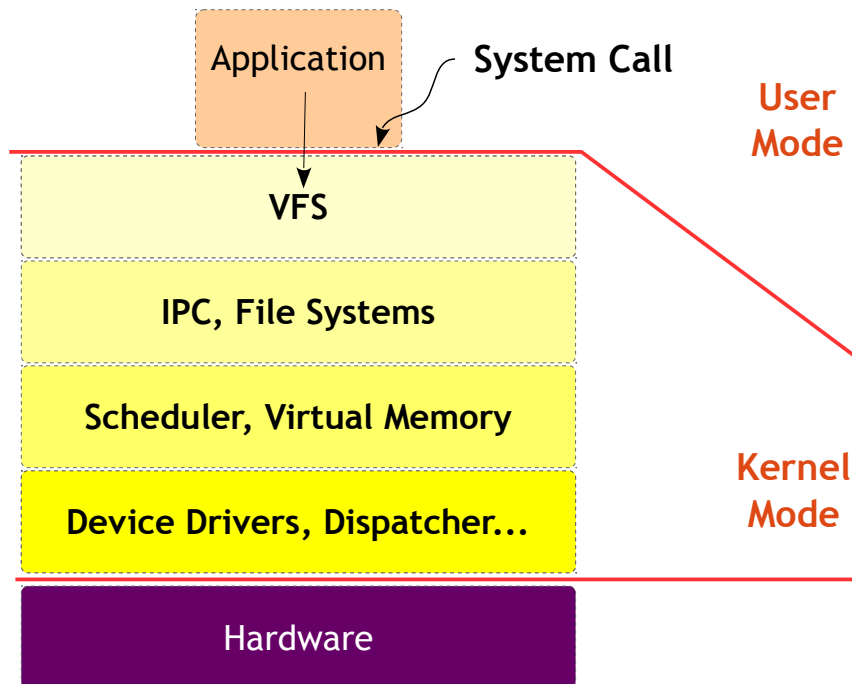 Application
System Call
User
Mode
VFS
IPC, File Systems
Scheduler, Virtual Memory
Kernel
Mode
Device Drivers, Dispatcher...
Hardware